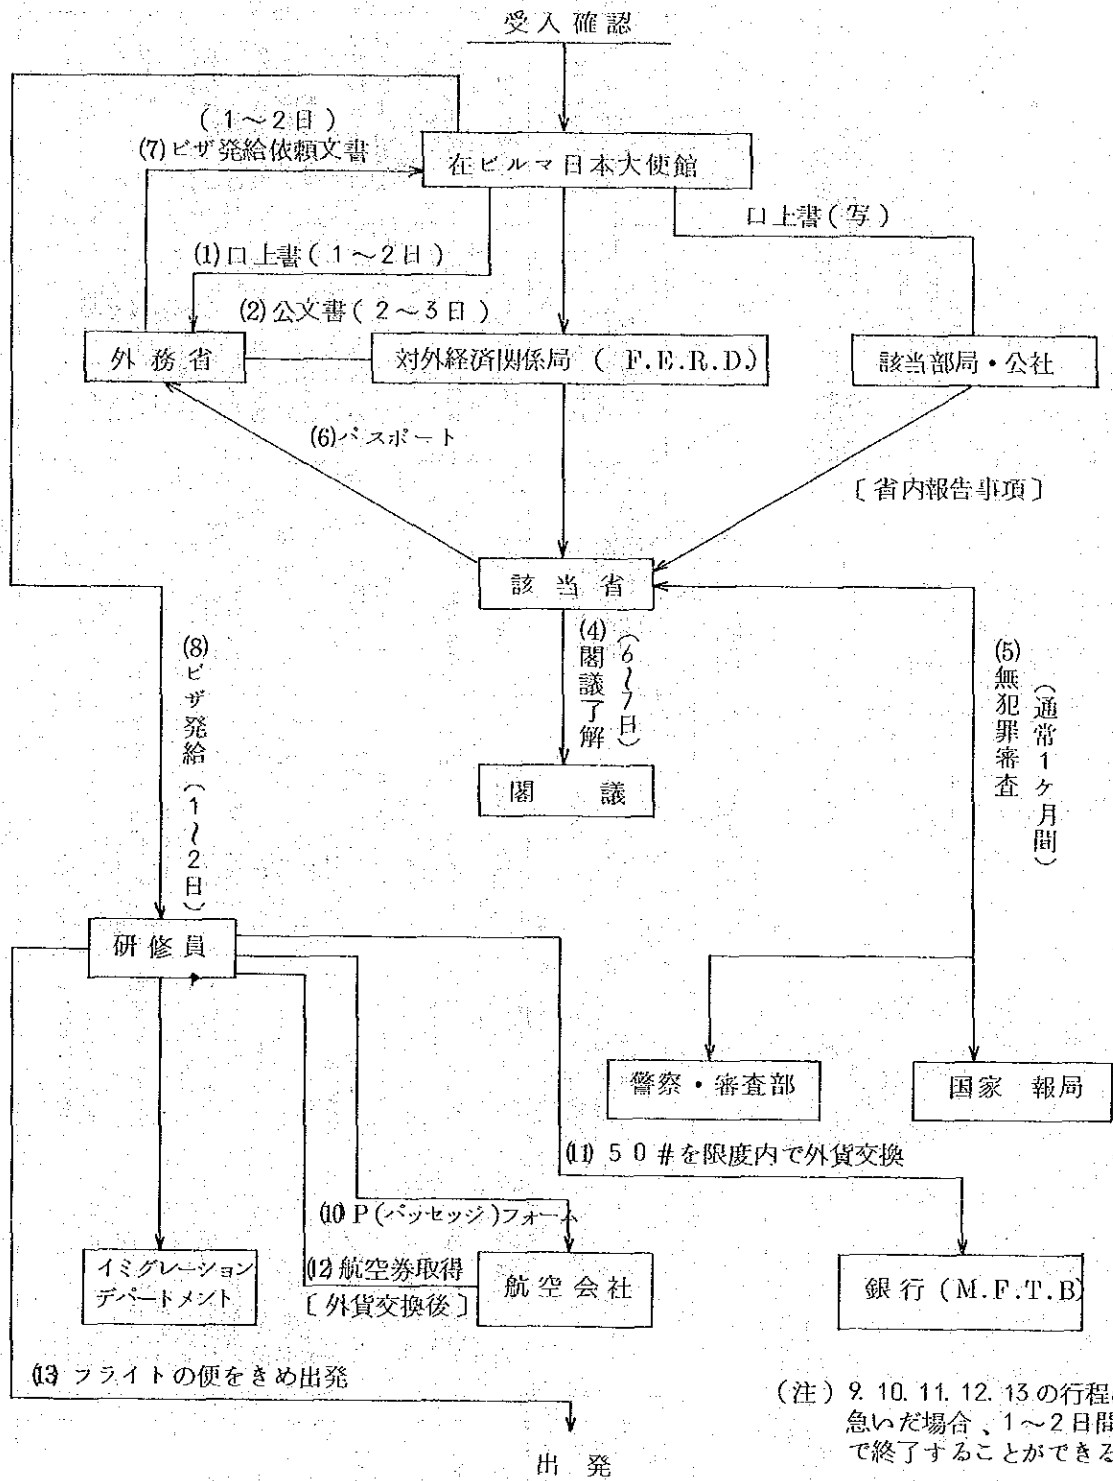 受入確認
(1~2日)
(7)ビザ発給依頼文書
在ビルマ日本大使館
口上書(写)
(1)口上書(1~2日)
(2)公文書(2~3日)
外務省
対外経済関係局 (F.E.R.D.)
該当部局・公社
(6)パスポート
〔省内報告事項〕
該当省
(4)閣議了解
(6~7日)
(5)無犯罪審査
(通常1ヶ月間)
(8)ビザ発給(1~2日)
閣議
研修員
警察・審査部
国家 報局
(11) 50#を限度内で外貨交換
(10) P(パッセッジ)フォーム
イミグレーション
デパートメント
(12)航空券取得
〔外貨交換後〕
航空会社
銀行(M.F.T.B)
(13) フライトの便をきめ出発
(注) 9. 10. 11. 12. 13の行程
急いだ場合、1~2日間
で終了することができる
出発